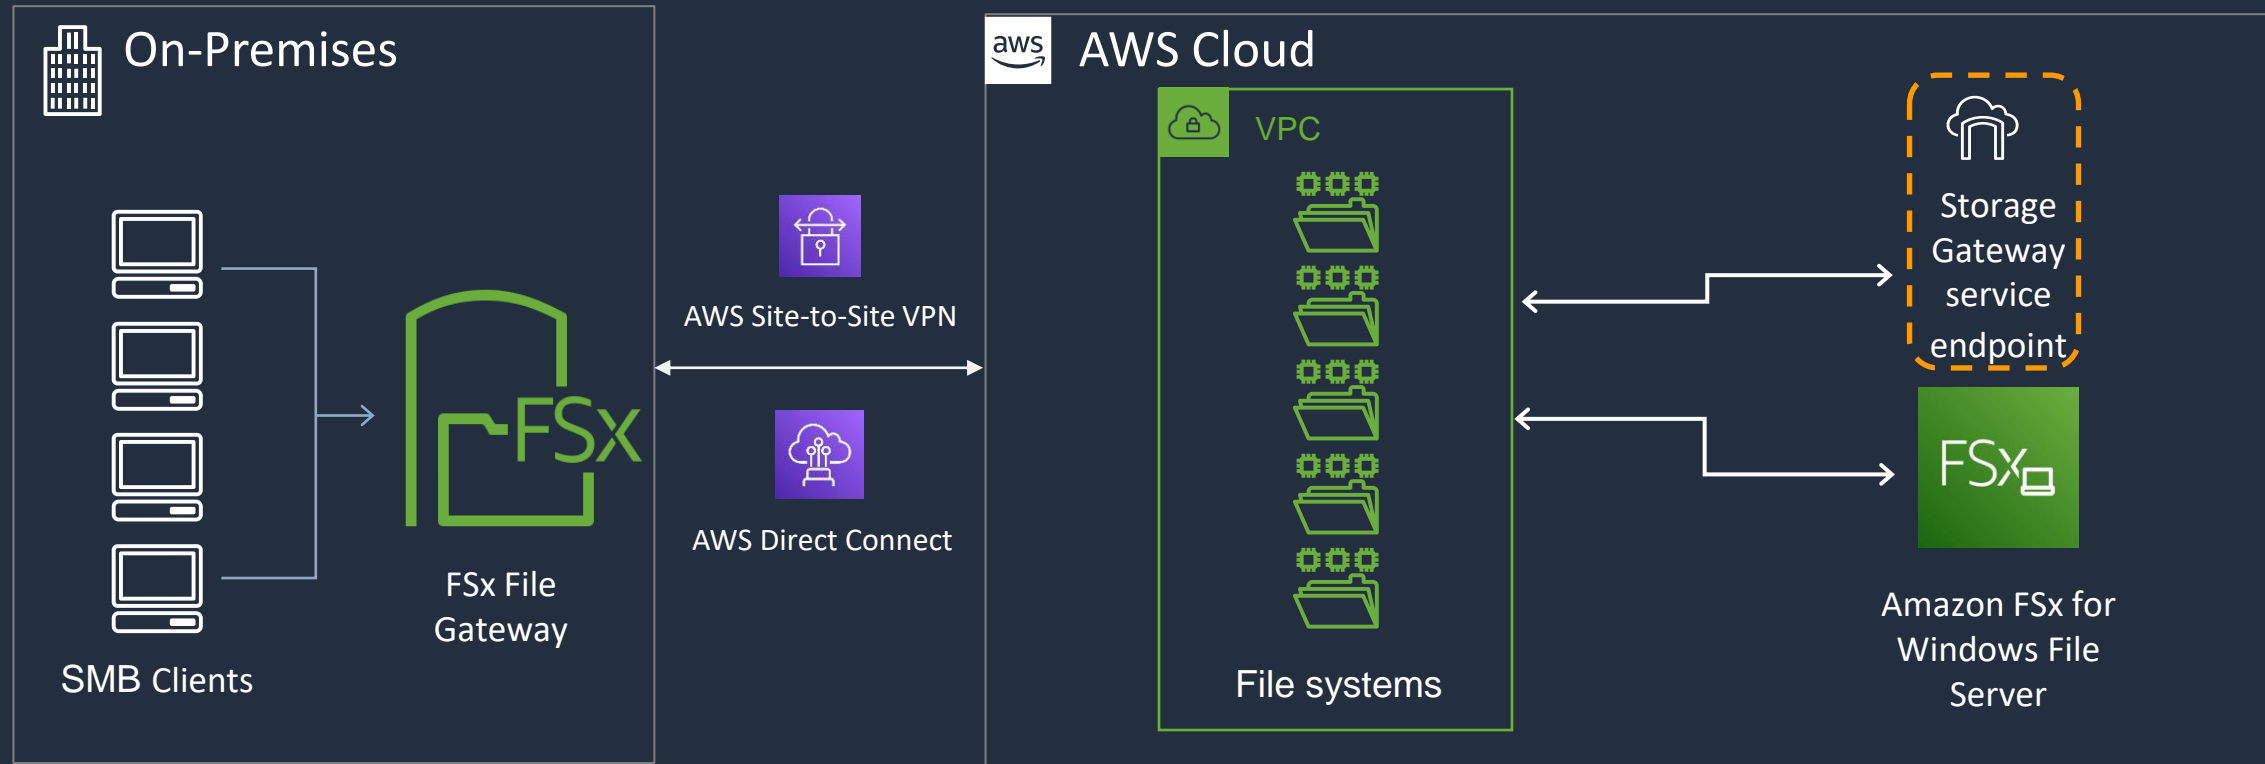 On-Premises
SMB Clients
FSx
FSx File
Gateway
AWS Site-to-Site VPN
AWS Direct Connect
aws
AWS Cloud
VPC
File systems
Storage
Gateway
service
endpoint
FSx
Amazon FSx for
Windows File
Server